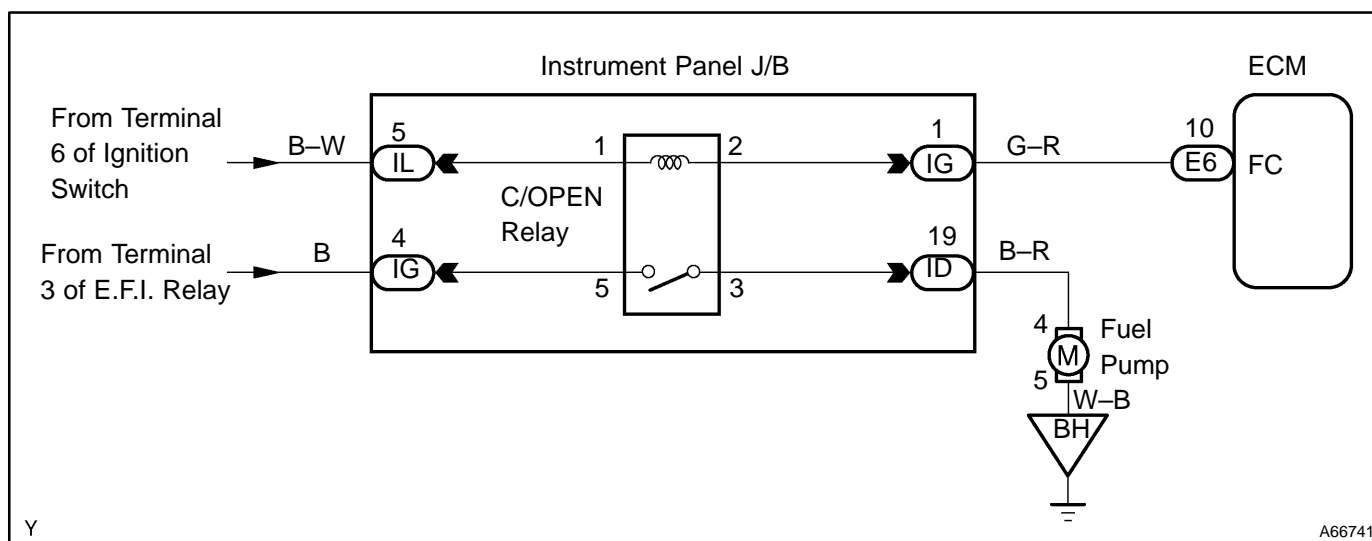 Instrument Panel J/B
ECM
From Terminal
6 of Ignition
Switch
B–W
5
IL
1
2
1
IG
G–R
10
E6
FC
C/OPEN
Relay
From Terminal
3 of E.F.I. Relay
B
4
IG
5
3
19
ID
B–R
4
M
5
Fuel
Pump
W–B
BH
Y
A66741